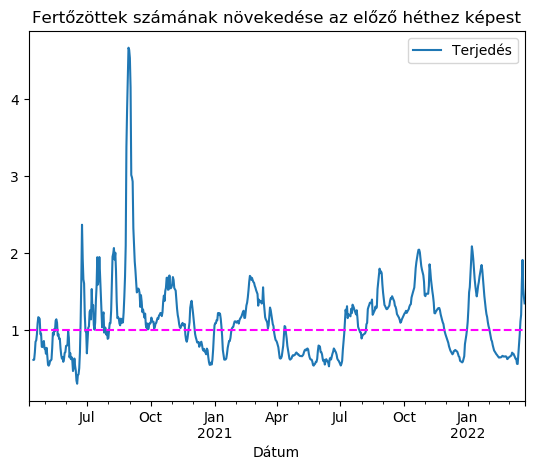 Fertőzöttek számának növekedése az előző héthez képest
Terjedés
4
3
2
1
Jul Oct Jan Apr Jul Oct Jan
2021 2022
Dátum